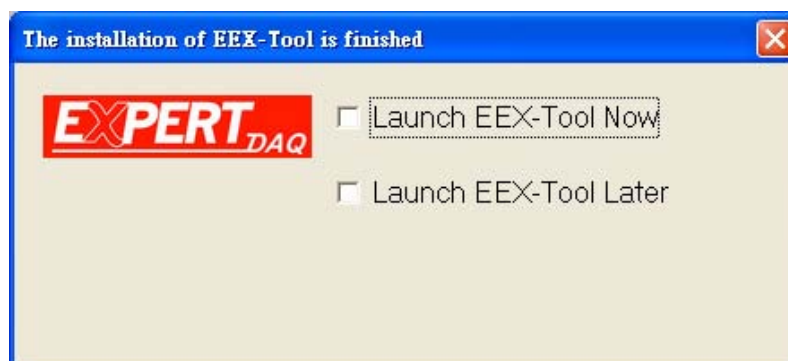 The installation of EEX-Tool is finished
EXPERT DAQ
Launch EEX-Tool Now
Launch EEX-Tool Later